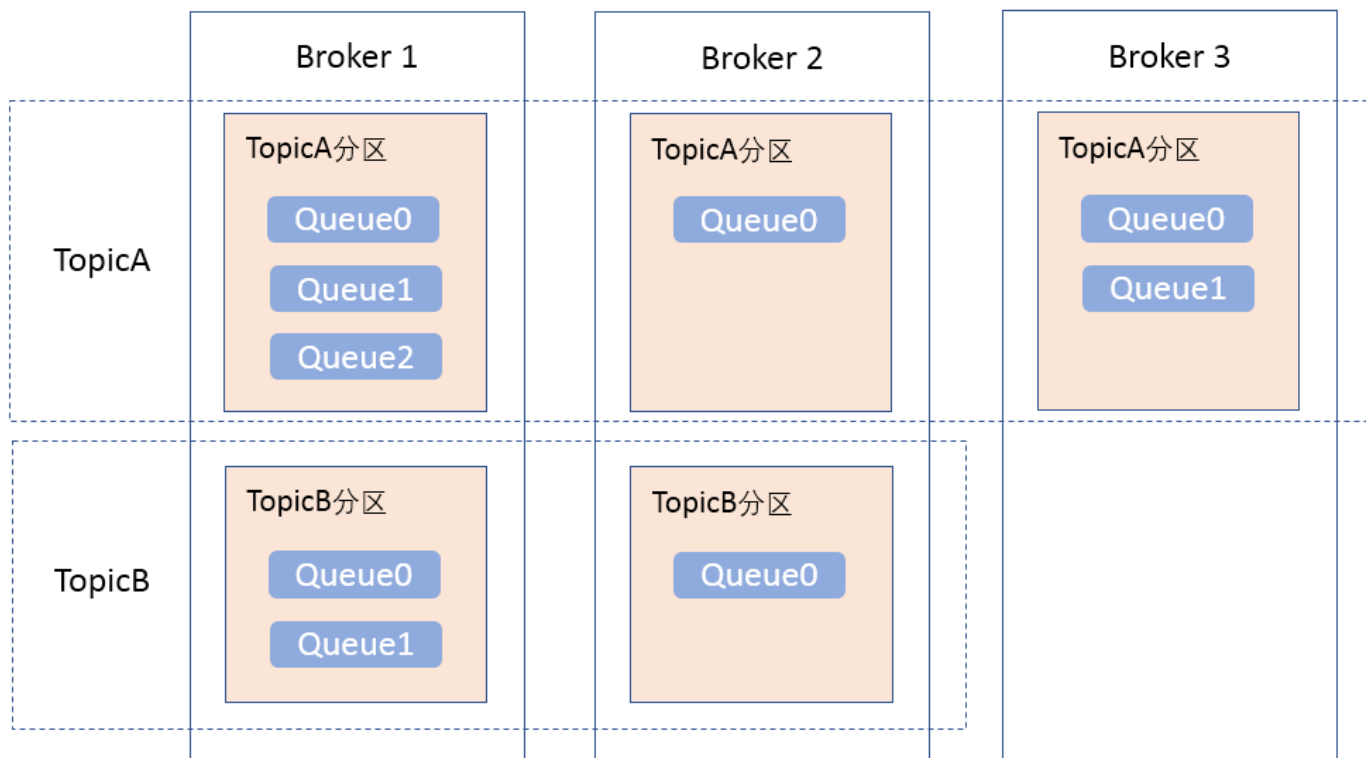 Broker 1
Broker 2
Broker 3
TopicA
TopicA分区
Queue0
Queue1
Queue2
TopicA分区
Queue0
TopicA分区
Queue0
Queue1
TopicB
TopicB分区
Queue0
Queue1
TopicB分区
Queue0